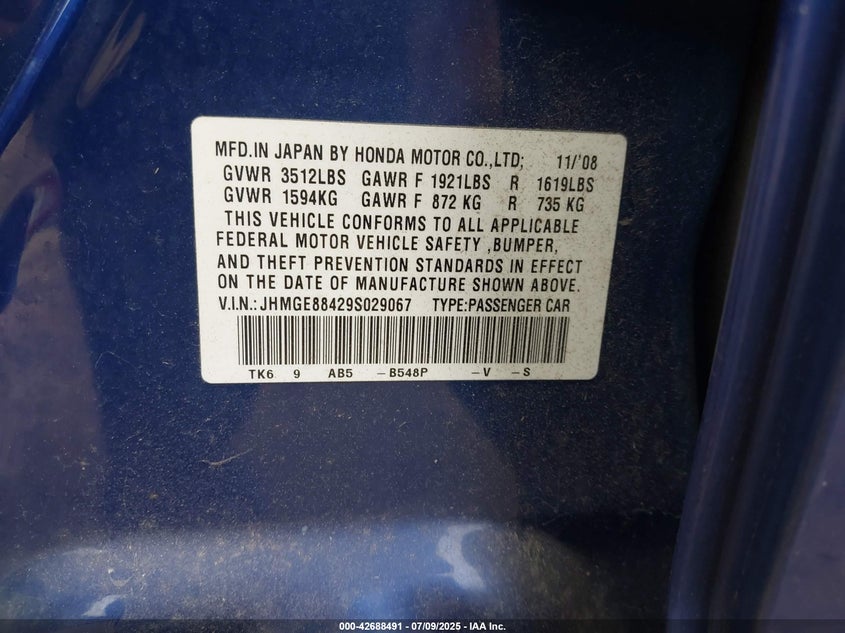 MFD.IN JAPAN BY HONDA MOTOR CO.,LTD; 11/'08
GVWR 3512LBS GAWR F 1921LBS R 1619LBS
GVWR 1594KG GAWR F 872 KG R 735 KG
THIS VEHICLE CONFORMS TO ALL APPLICABLE
FEDERAL MOTOR VEHICLE SAFETY ,BUMPER,
AND THEFT PREVENTION STANDARDS IN EFFECT
ON THE DATE OF MANUFACTURE SHOWN ABOVE.
V.I.N.:JHMGE88429S029067 TYPE:PASSENGER CAR
TK6 9 AB5 -B548P -V -S
000-42688491 - 07/09/2025 - IAA Inc.